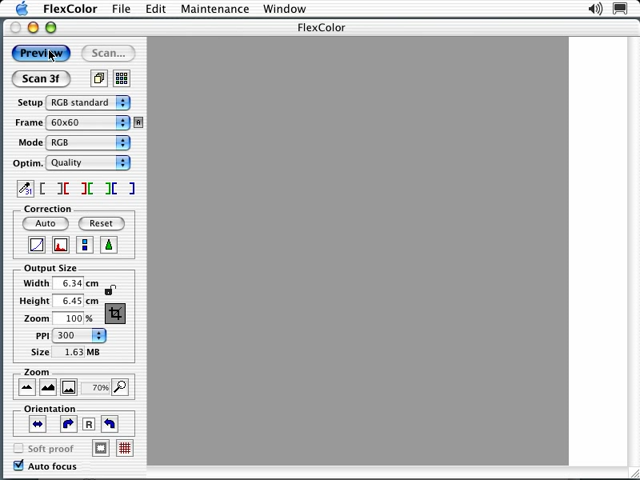 FlexColor File Edit Maintenance Window
FlexColor
Preview Scan...
Scan 3f
Setup RGB standard
Frame 60x60 R
Mode RGB
Optim. Quality
Correction
Auto Reset
Output Size
Width 6.34 cm
Height 6.45 cm
Zoom 100 %
PPI 300
Size 1.63 MB
Zoom
70%
Orientation
R
Soft proof
Auto focus